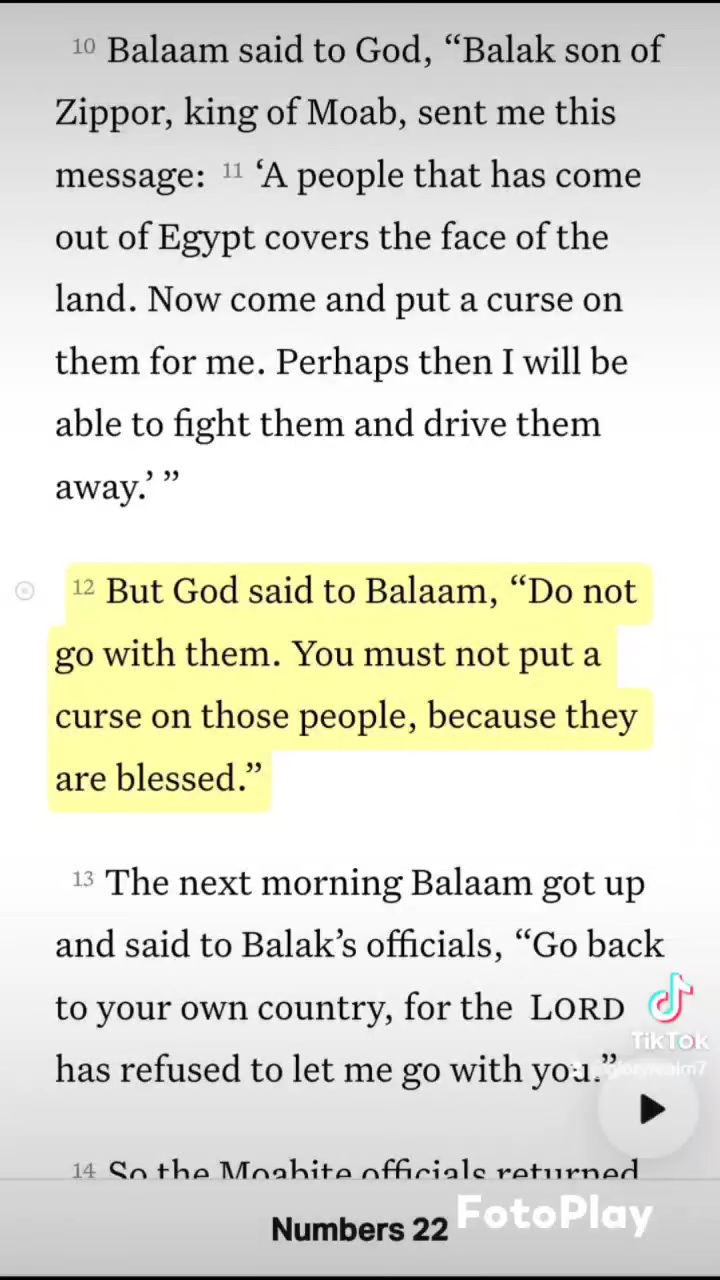 10 Balaam said to God, “Balak son of
Zippor, king of Moab, sent me this
message: 11 ‘A people that has come
out of Egypt covers the face of the
land. Now come and put a curse on
them for me. Perhaps then I will be
able to fight them and drive them
away.’ ”
12 But God said to Balaam, “Do not
go with them. You must not put a
curse on those people, because they
are blessed.”
13 The next morning Balaam got up
and said to Balak’s officials, “Go back
to your own country, for the LORD
has refused to let me go with you.”
TikTok
14 So the Moabite officials returned
Numbers 22
FotoPlay